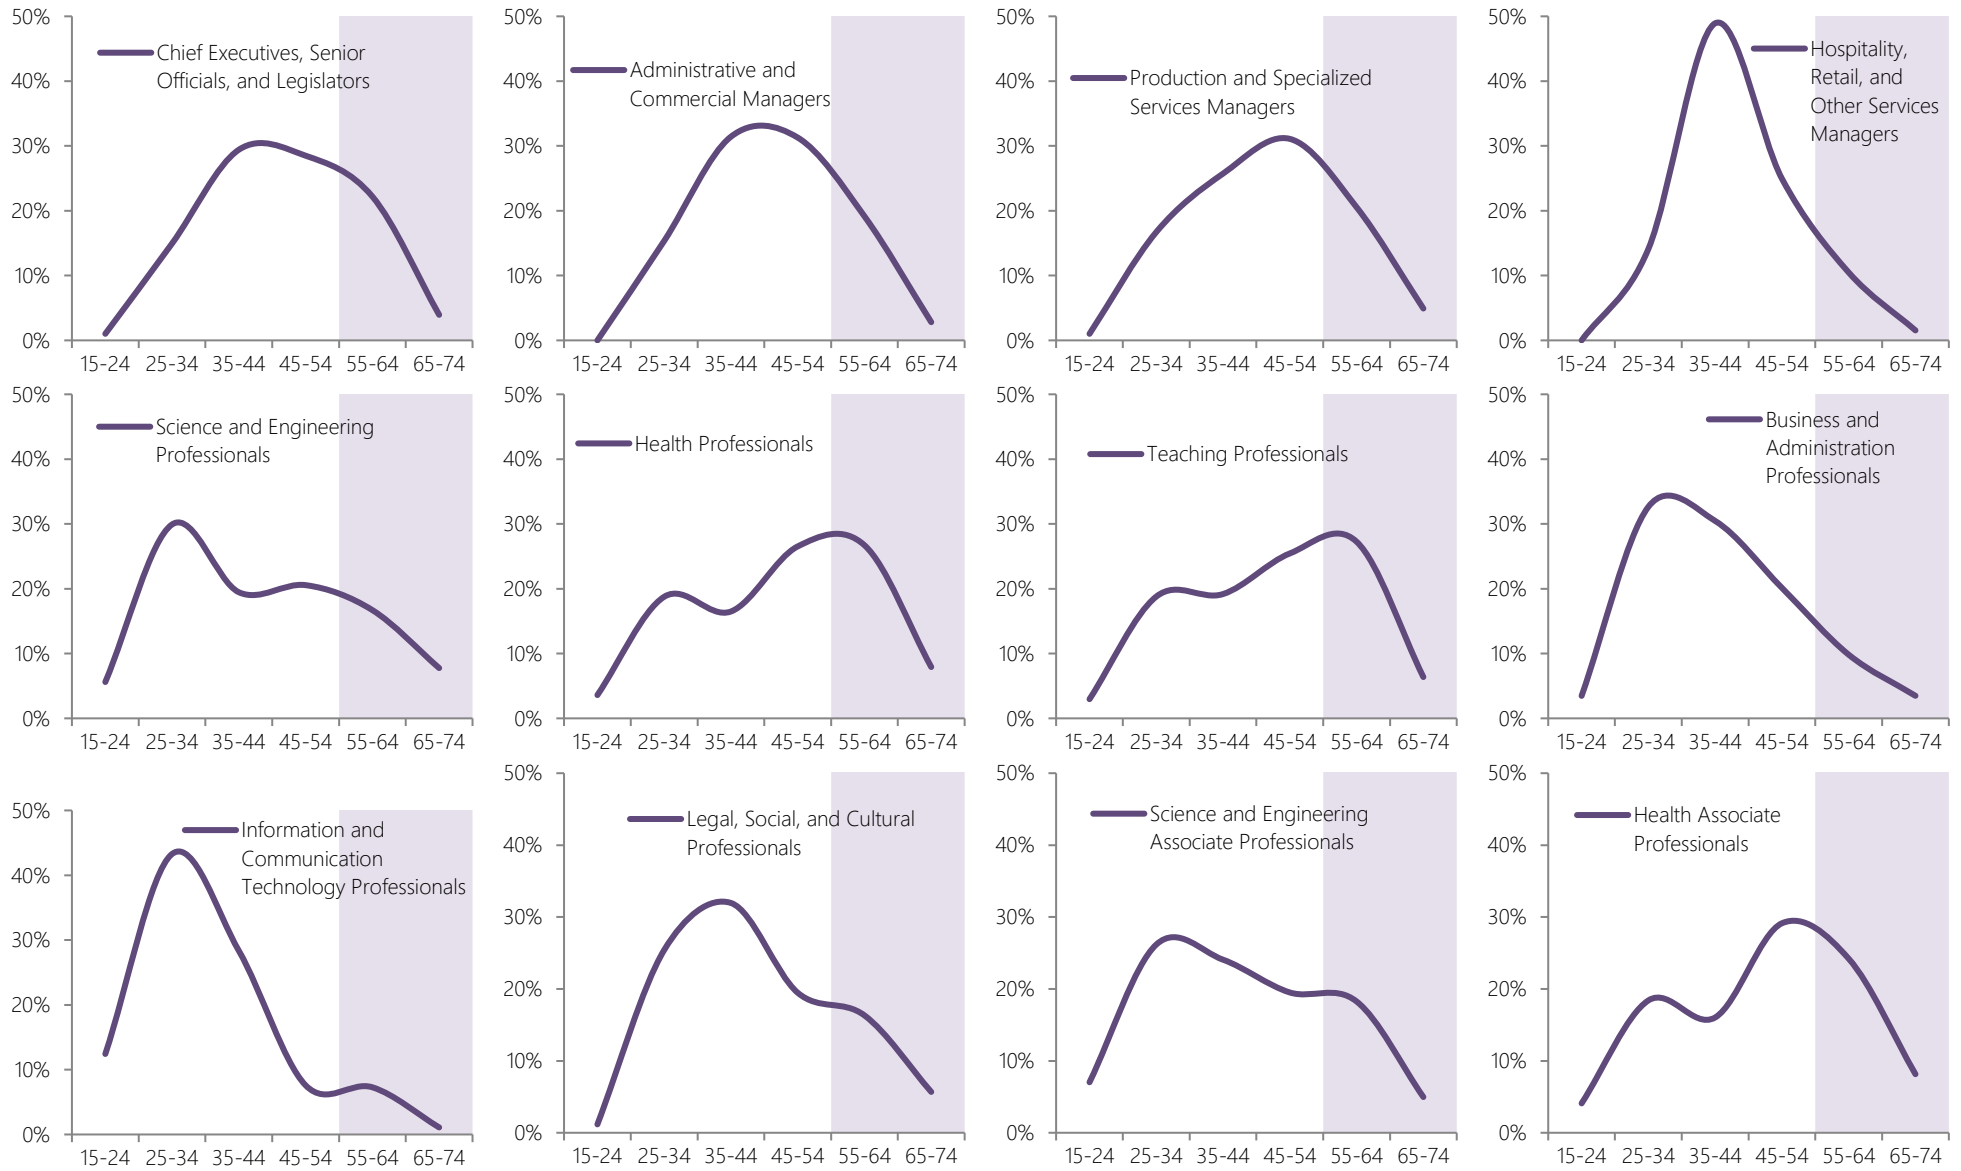 50%
40%
30%
20%
10%
0%
Chief Executives, Senior
Officials, and Legislators
15-24 25-34 35-44 45-54 55-64 65-74
50%
40%
30%
20%
10%
0%
Administrative and
Commercial Managers
15-24 25-34 35-44 45-54 55-64 65-74
50%
40%
30%
20%
10%
0%
Production and Specialized
Services Managers
15-24 25-34 35-44 45-54 55-64 65-74
50%
40%
30%
20%
10%
0%
Hospitality,
Retail, and
Other Services
Managers
15-24 25-34 35-44 45-54 55-64 65-74
50%
40%
30%
20%
10%
0%
Science and Engineering
Professionals
15-24 25-34 35-44 45-54 55-64 65-74
50%
40%
30%
20%
10%
0%
Health Professionals
15-24 25-34 35-44 45-54 55-64 65-74
50%
40%
30%
20%
10%
0%
Teaching Professionals
15-24 25-34 35-44 45-54 55-64 65-74
50%
40%
30%
20%
10%
0%
Business and
Administration
Professionals
15-24 25-34 35-44 45-54 55-64 65-74
50%
40%
30%
20%
10%
0%
Information and
Communication
Technology Professionals
15-24 25-34 35-44 45-54 55-64 65-74
50%
40%
30%
20%
10%
0%
Legal, Social, and Cultural
Professionals
15-24 25-34 35-44 45-54 55-64 65-74
50%
40%
30%
20%
10%
0%
Science and Engineering
Associate Professionals
15-24 25-34 35-44 45-54 55-64 65-74
50%
40%
30%
20%
10%
0%
Health Associate
Professionals
15-24 25-34 35-44 45-54 55-64 65-74